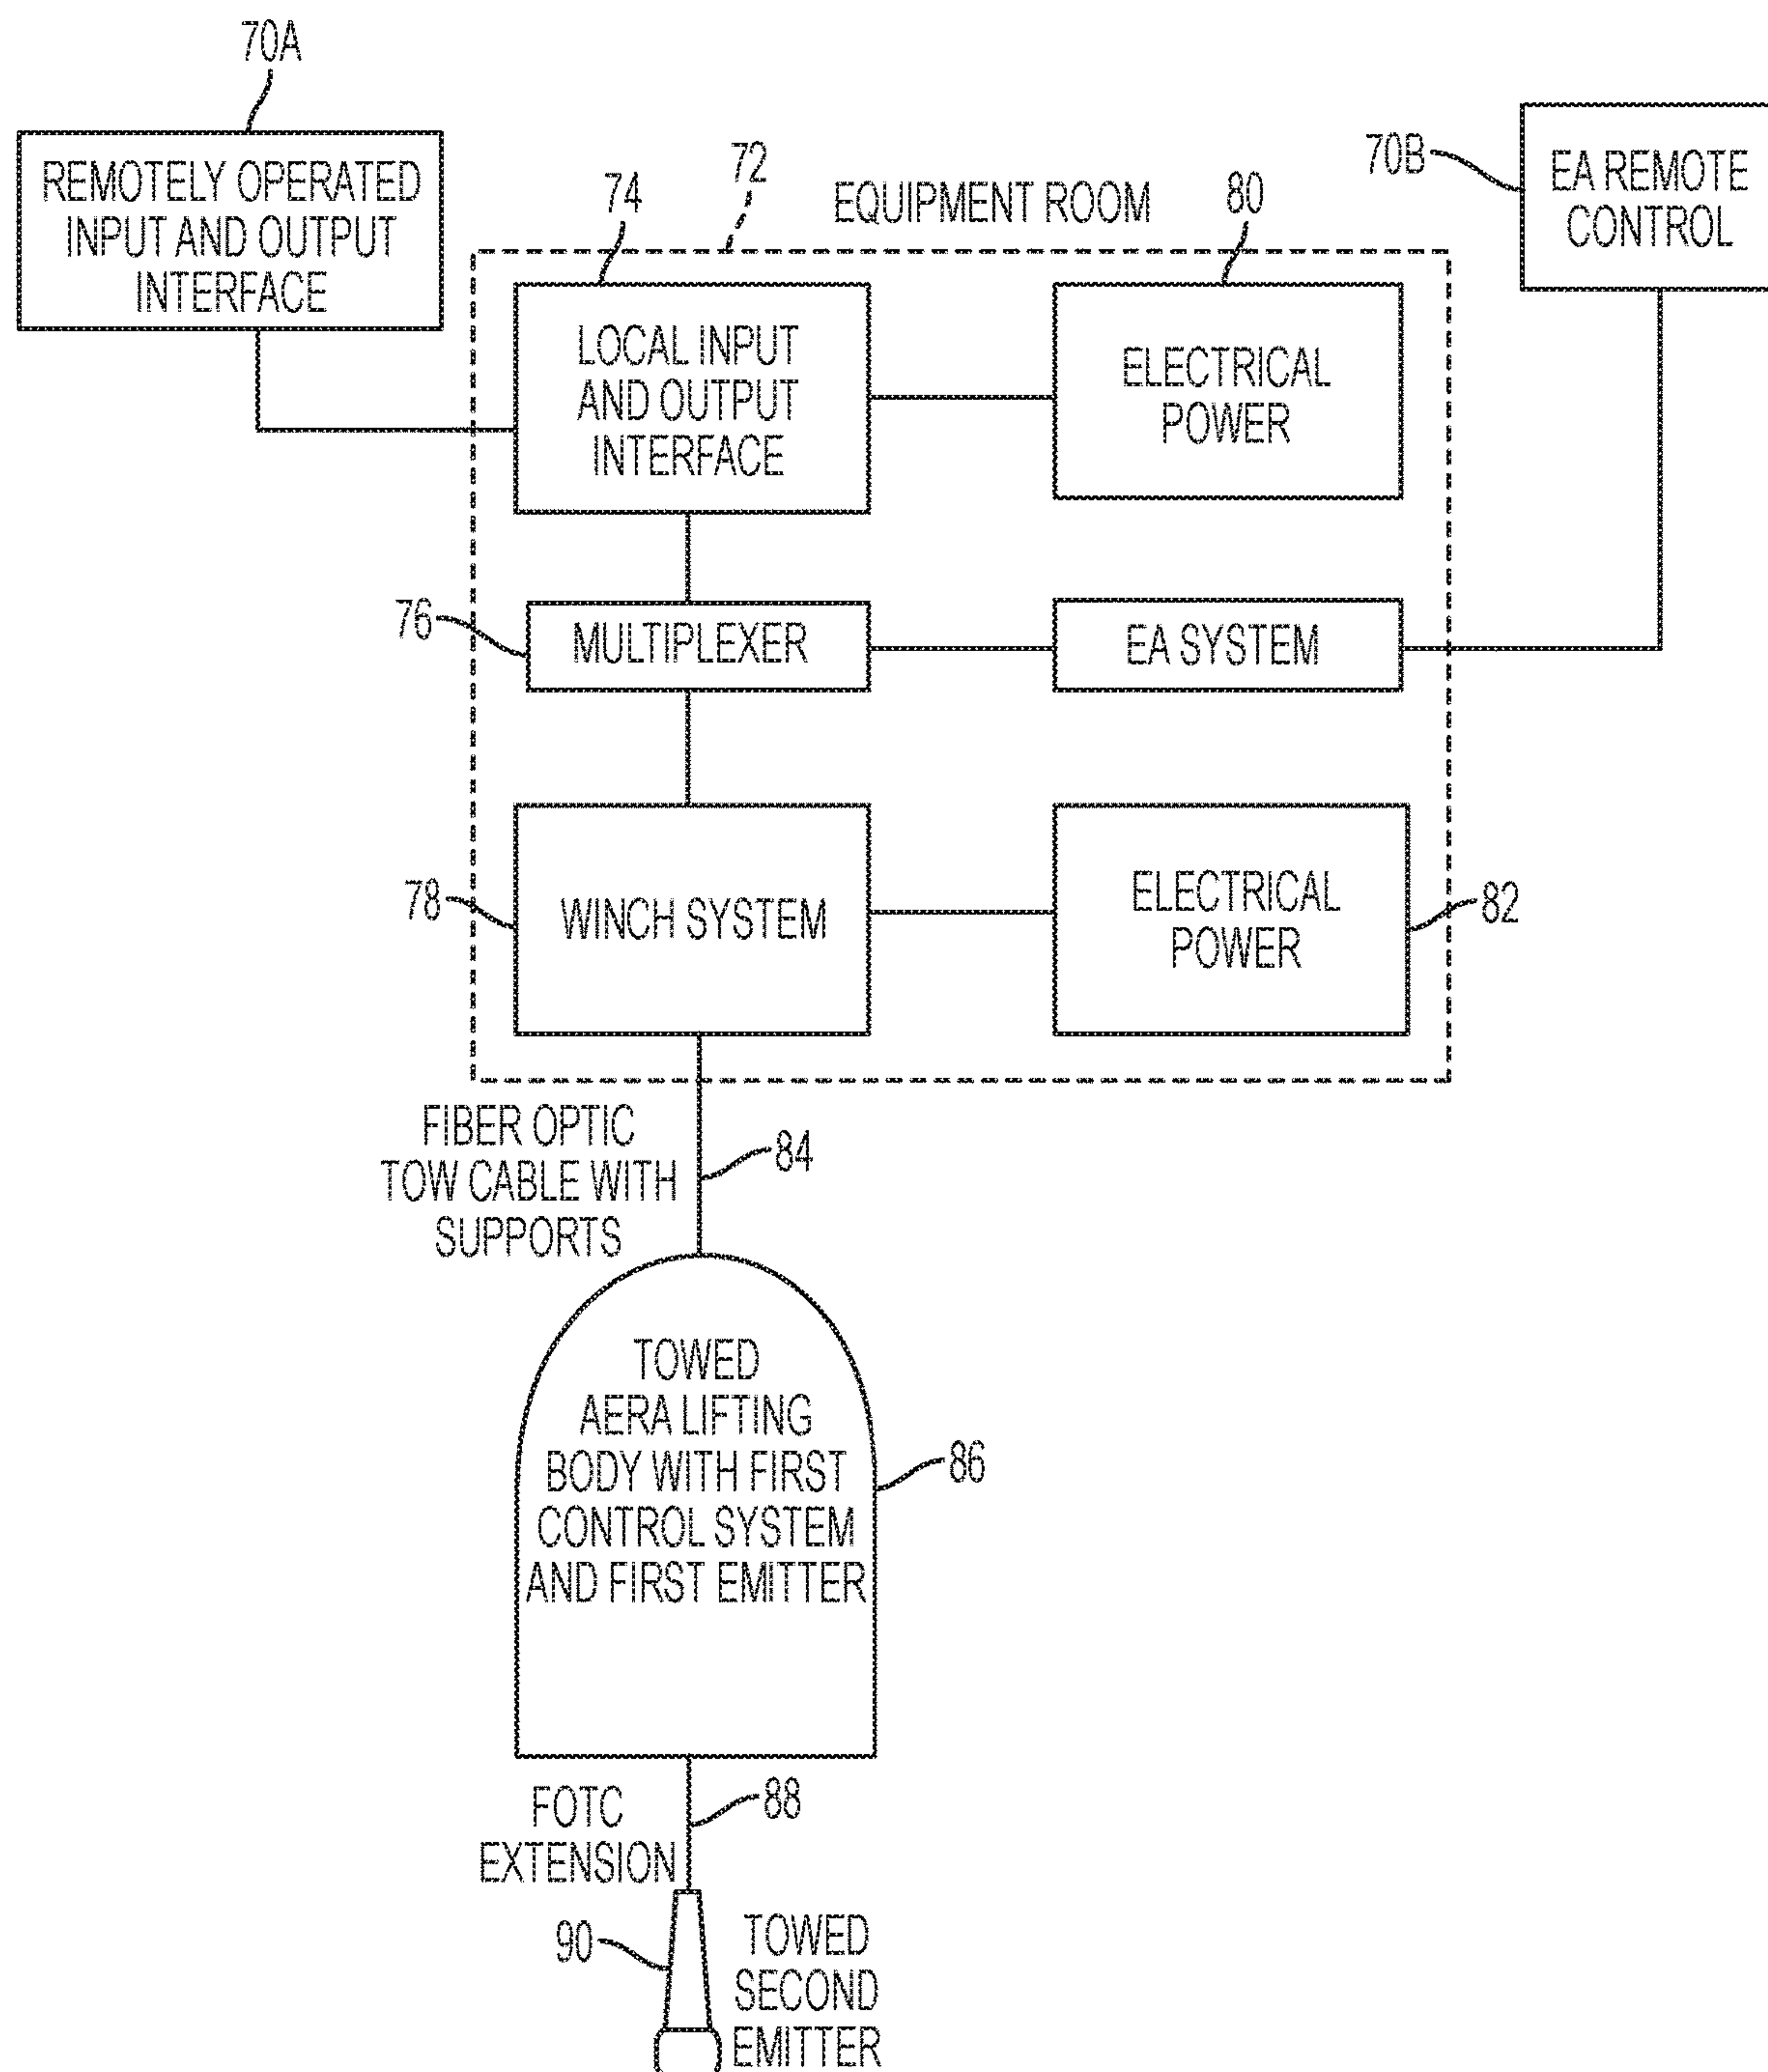 70A
REMOTELY OPERATED
INPUT AND OUTPUT
INTERFACE
72
EQUIPMENT ROOM
70B
EA REMOTE
CONTROL
74
LOCAL INPUT
AND OUTPUT
INTERFACE
80
ELECTRICAL
POWER
76
MULTIPLEXER
EA SYSTEM
78
WINCH SYSTEM
ELECTRICAL
POWER
82
FIBER OPTIC
TOW CABLE WITH
SUPPORTS
84
TOWED
AERA LIFTING
BODY WITH FIRST
CONTROL SYSTEM
AND FIRST EMITTER
86
FOTC
EXTENSION
88
90
TOWED
SECOND
EMITTER